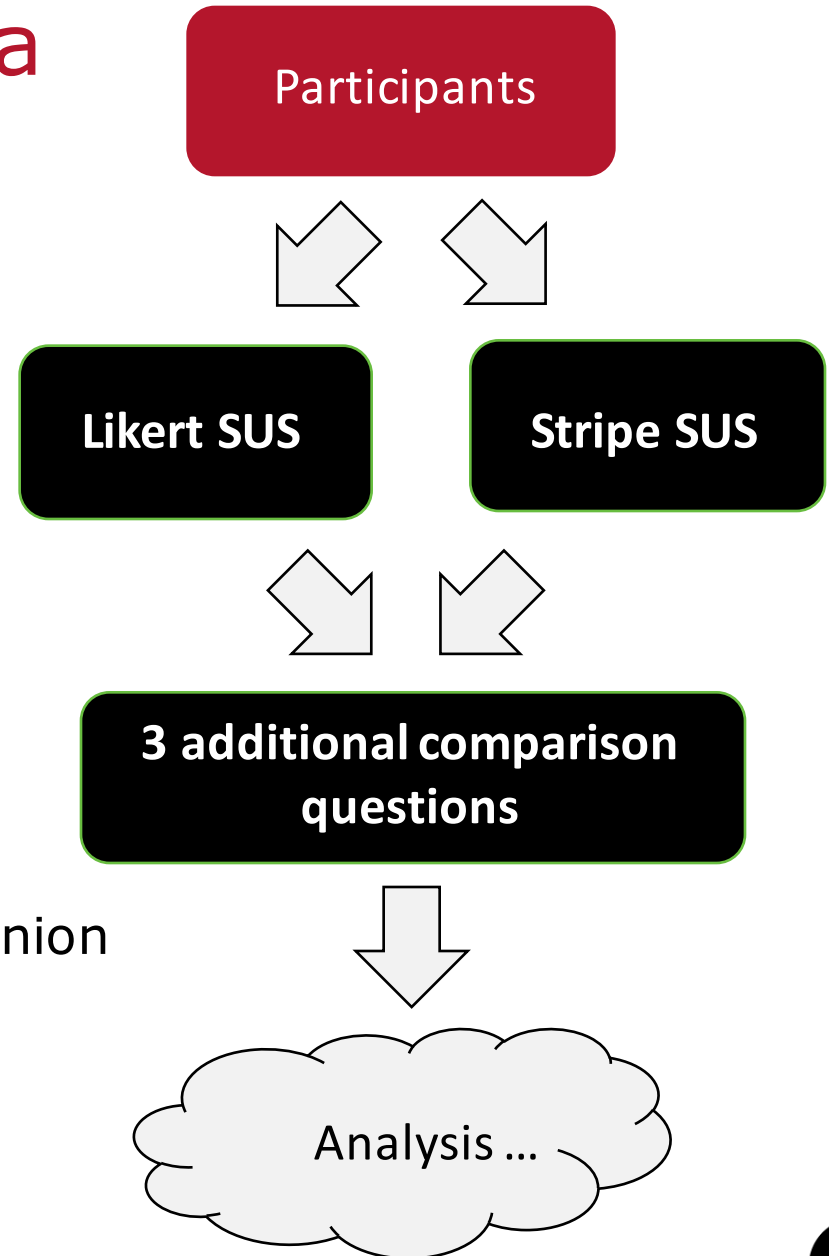 a
Participants
Likert SUS
Stripe SUS
3 additional comparison
questions
nion
Analysis ...